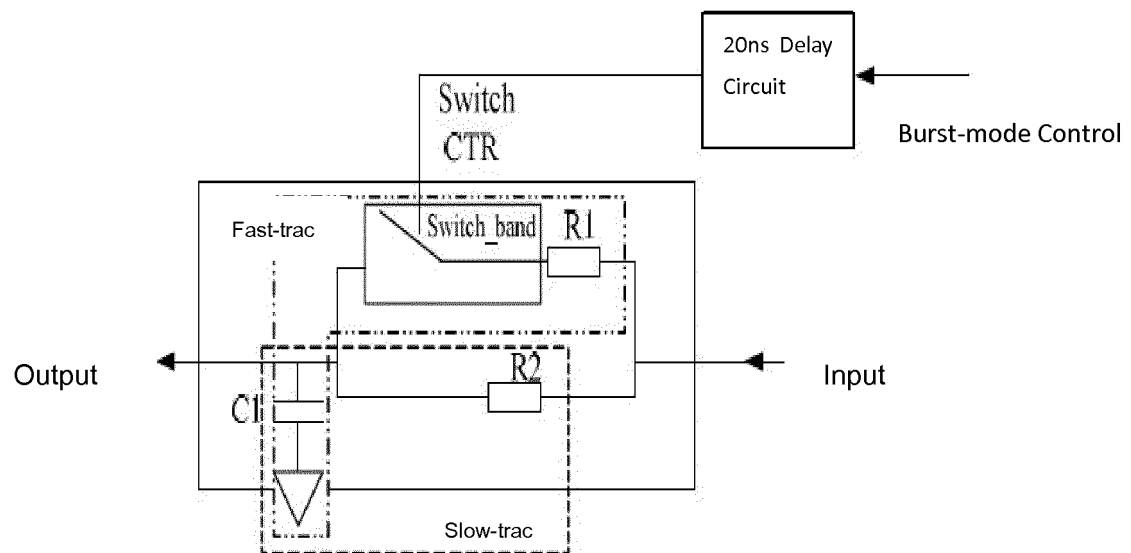 20ns Delay
Circuit
Burst-mode Control
Switch
CTR
Fast-trac
Switch_band
R1
Output
R2
Input
C1
Slow-trac